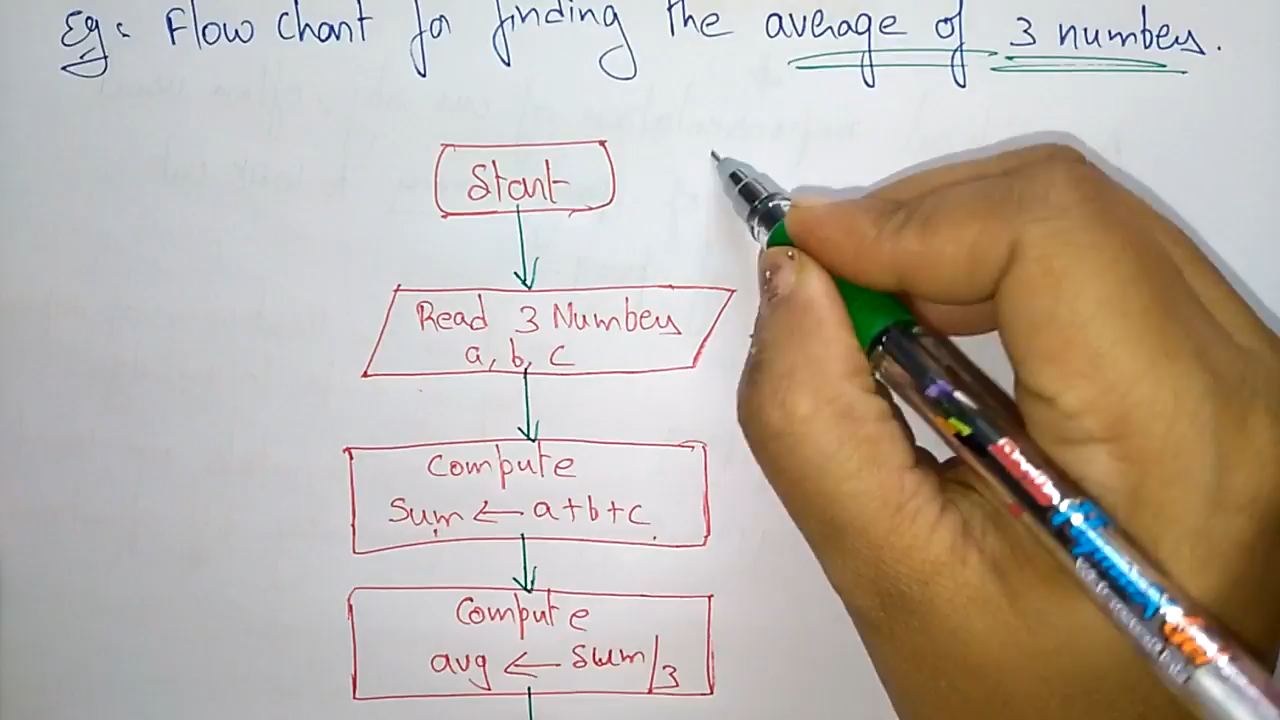 Eg: Flow chart for finding the average of 3 numbers.
Start
Read 3 Numbers
a, b, c
Compute
Sum ← a+b+c
Compute
avg ← sum/3